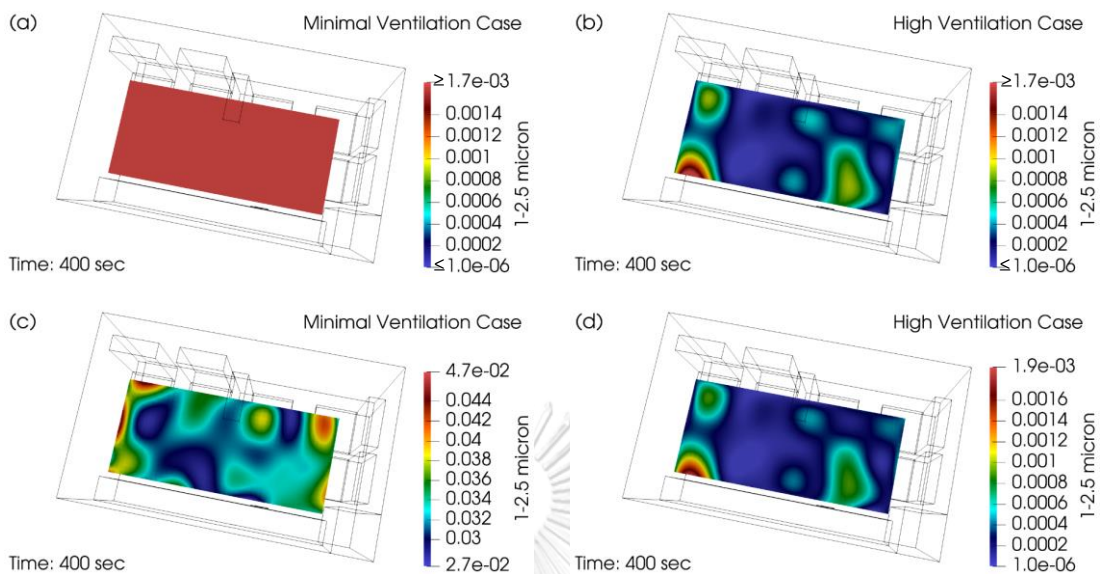 (a)
Minimal Ventilation Case
≥1.7e-03
0.0014
0.0012
0.001
0.0008
0.0006
0.0004
0.0002
≤1.0e-06
1-2.5 micron
Time: 400 sec
(b)
High Ventilation Case
≥1.7e-03
0.0014
0.0012
0.001
0.0008
0.0006
0.0004
0.0002
≤1.0e-06
1-2.5 micron
Time: 400 sec
(c)
Minimal Ventilation Case
4.7e-02
0.044
0.042
0.04
0.038
0.036
0.034
0.032
0.03
2.7e-02
1-2.5 micron
Time: 400 sec
(d)
High Ventilation Case
1.9e-03
0.0016
0.0014
0.0012
0.001
0.0008
0.0006
0.0004
0.0002
1.0e-06
1-2.5 micron
Time: 400 sec